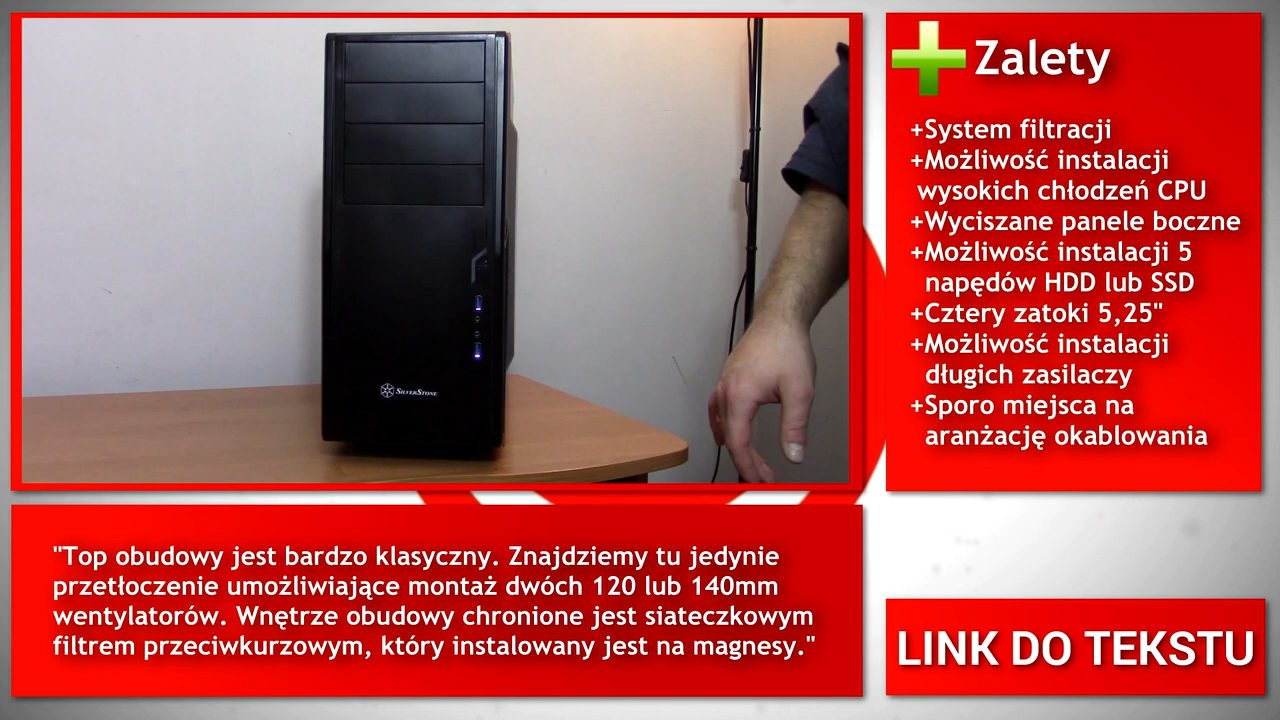 SILVERSTONE
Zalety
+System filtracji
+Możliwość instalacji
wysokich chłodzeń CPU
+Wyciszane panele boczne
+Możliwość instalacji 5
napędów HDD lub SSD
+Cztery zatoki 5,25"
+Możliwość instalacji
długich zasilaczy
+Sporo miejsca na
aranżację okablowania
"Top obudowy jest bardzo klasyczny. Znajdziemy tu jedynie
przetłoczenie umożliwiające montaż dwóch 120 lub 140mm
wentylatorów. Wnętrze obudowy chronione jest siateczkowym
filtrem przeciwkurzowym, który instalowany jest na magnesy."
LINK DO TEKSTU